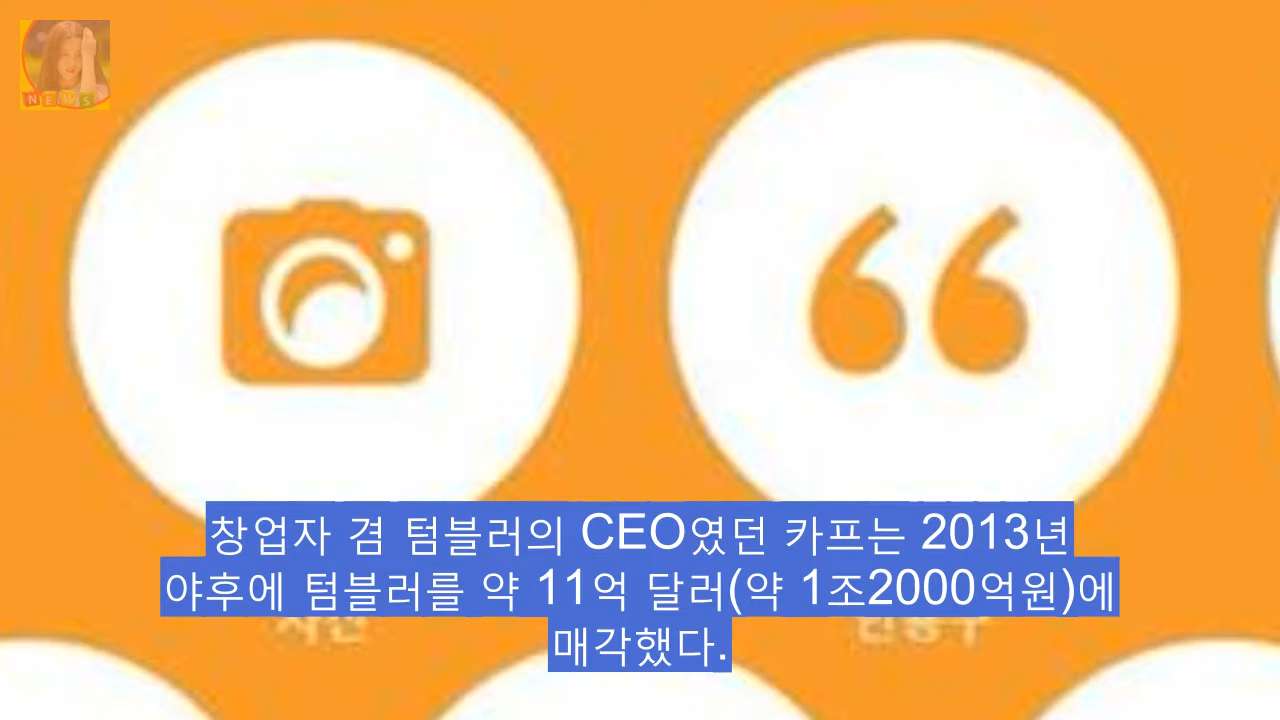 NEWS
창업자 겸 텀블러의 CEO였던 카프는 2013년
야후에 텀블러를 약 11억 달러(약 1조2000억원)에
매각했다.